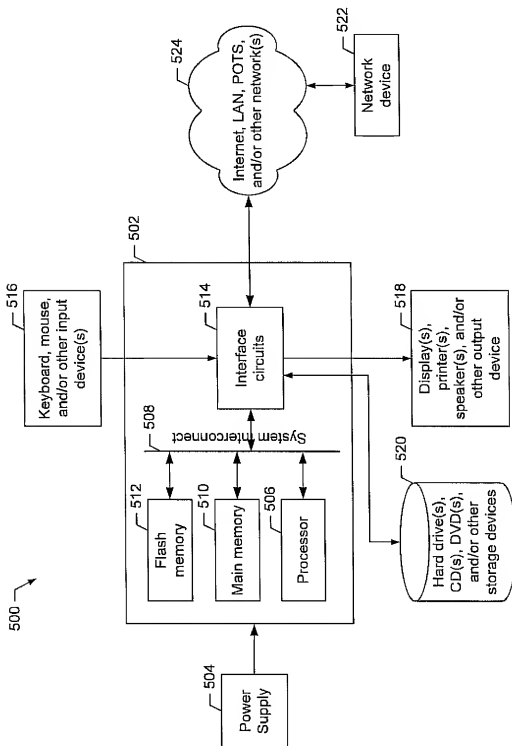 500
502
516
Keyboard, mouse,
and/or other input
device(s)
524
Internet, LAN, POTS,
and/or other network(s)
522
Network
device
504
Power
Supply
512
Flash
memory
510
Main memory
506
Processor
508
System Interconnect
514
Interface
circuits
520
Hard drive(s),
CD(s), DVD(s),
and/or other
storage devices
518
Display(s),
printer(s),
speaker(s), and/or
other output
device